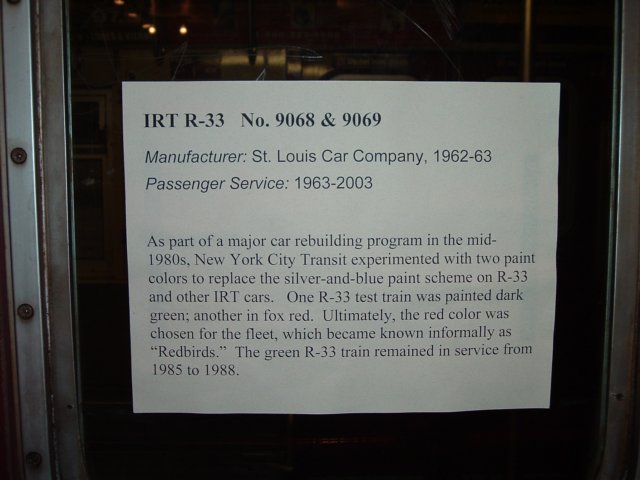 IRT R-33 No. 9068 & 9069
Manufacturer: St. Louis Car Company, 1962-63
Passenger Service: 1963-2003
As part of a major car rebuilding program in the mid-
1980s, New York City Transit experimented with two paint
colors to replace the silver-and-blue paint scheme on R-33
and other IRT cars. One R-33 test train was painted dark
green; another in fox red. Ultimately, the red color was
chosen for the fleet, which became known informally as
“Redbirds.” The green R-33 train remained in service from
1985 to 1988.